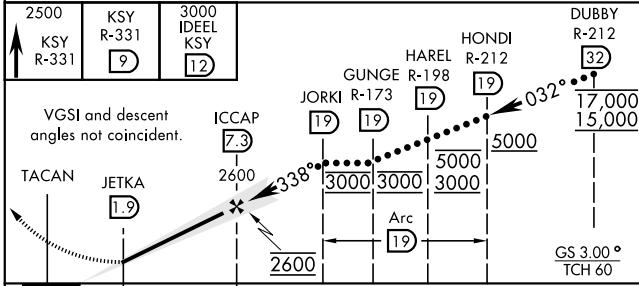 2500
KSY
R-331
KSY
R-331
9
3000
IDEEL
KSY
12
DUBBY
R-212
32
HONDI
R-212
19
HAREL
R-198
19
GUNGE
R-173
19
JORKI
19
VGSI and descent
angles not coincident.
ICCAP
7.3
2600
032°
17,000
15,000
5000
5000
3000
3000
3000
338°
TACAN
JETKA
1.9
Arc
19
2600
GS 3.00°
TCH 60